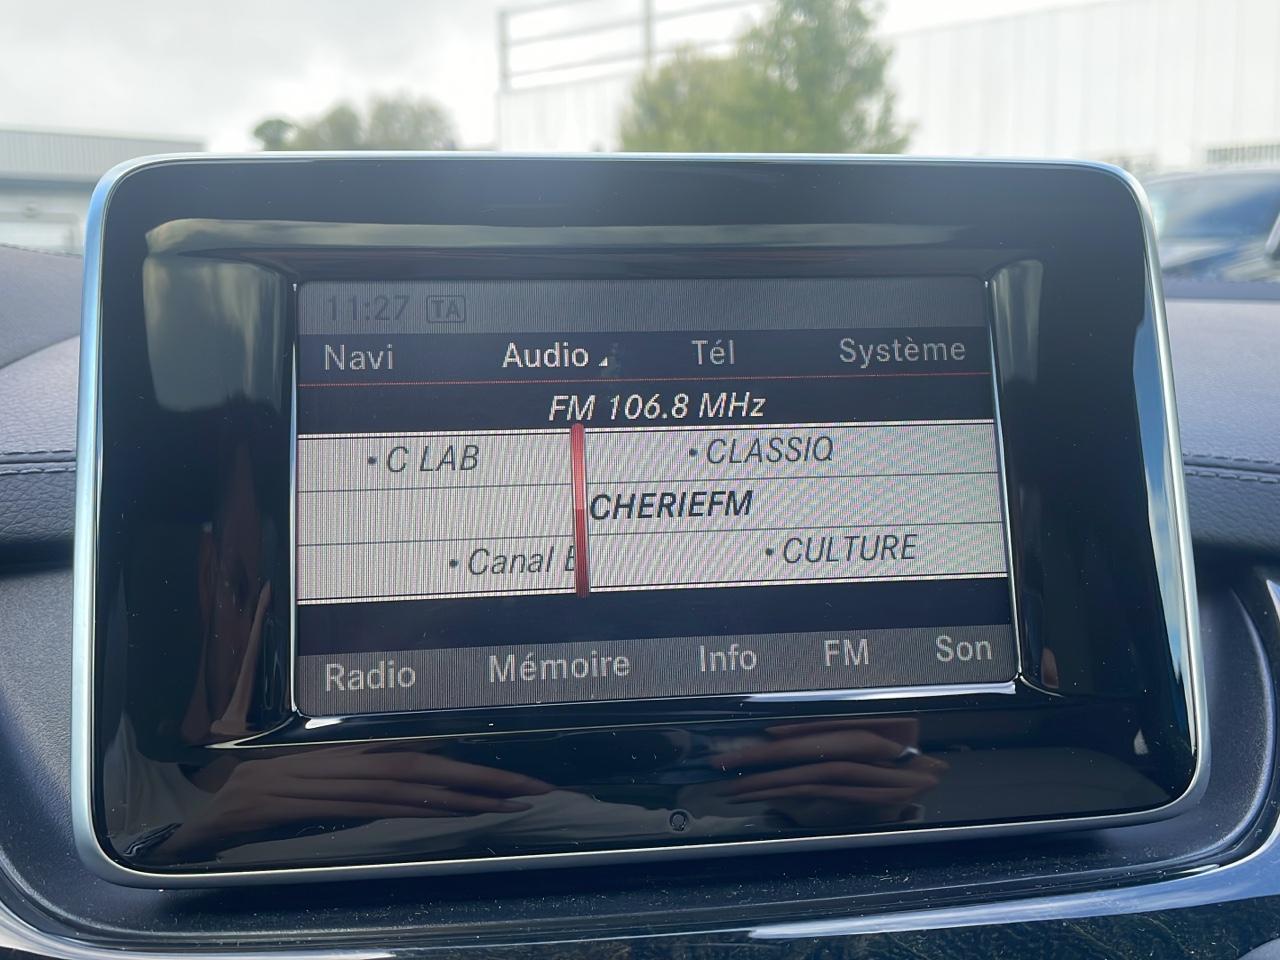 11:27 TA
Navi Audio Tél Système
FM 106.8 MHz
• C LAB • CLASSIQ
CHERIEFM
• Canal • CULTURE
Radio Mémoire Info FM Son